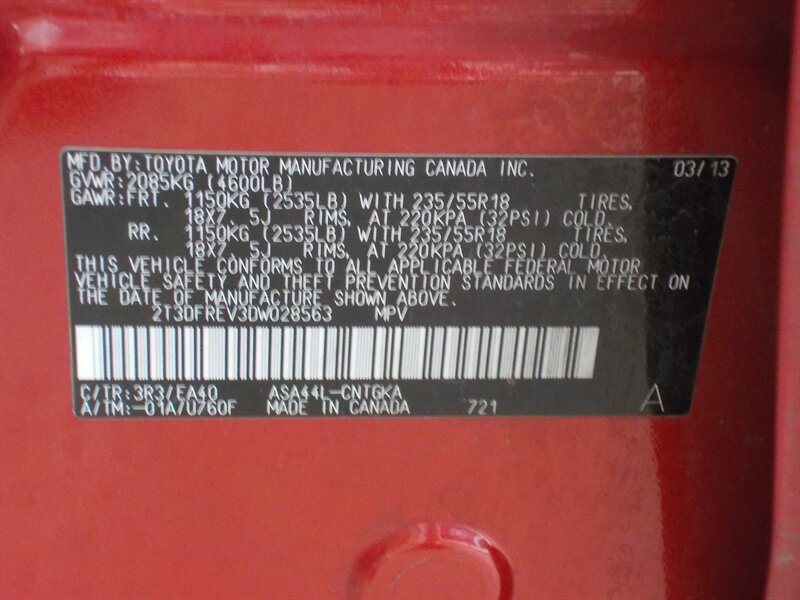 MFD.BY:TOYOTA MOTOR MANUFACTURING CANADA INC. 03/13
GVWR:2085KG (4600LB)
GAWR:FRT. 1150KG (2535LB) WITH 235/55R18 TIRES,
18X7.5J RIMS, AT 220KPA (32PSI) COLD.
RR. 1150KG (2535LB) WITH 235/55R18 TIRES,
18X7.5J RIMS, AT 220KPA (32PSI) COLD.
THIS VEHICLE CONFORMS TO ALL APPLICABLE FEDERAL MOTOR
VEHICLE SAFETY AND THEFT PREVENTION STANDARDS IN EFFECT ON
THE DATE OF MANUFACTURE SHOWN ABOVE.
2T3DFREV3DW028563 MPV
C/TR:3R3/EA40 ASA44L-CNTGKA
A/TM:-01A/0760F MADE IN CANADA 721 A